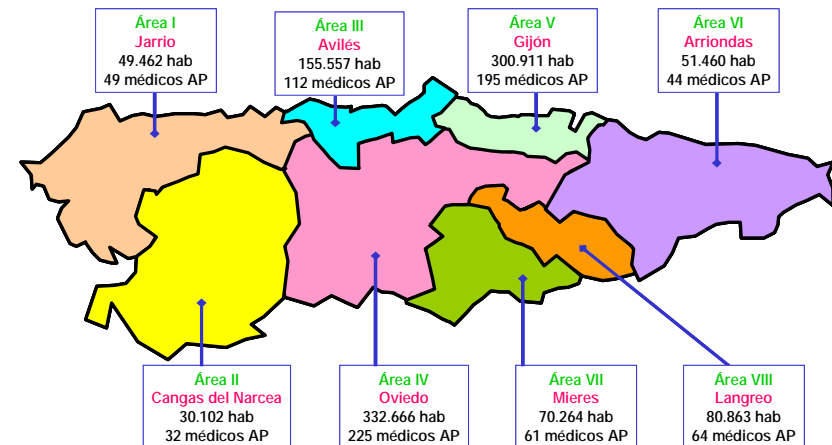 Área I
Jarrio
49.462 hab
49 médicos AP
Área III
Avilés
155.557 hab
112 médicos AP
Área V
Gijón
300.911 hab
195 médicos AP
Área VI
Arriondas
51.460 hab
44 médicos AP
Área II
Cangas del Narcea
30.102 hab
32 médicos AP
Área IV
Oviedo
332.666 hab
225 médicos AP
Área VII
Mieres
70.264 hab
61 médicos AP
Área VIII
Langreo
80.863 hab
64 médicos AP